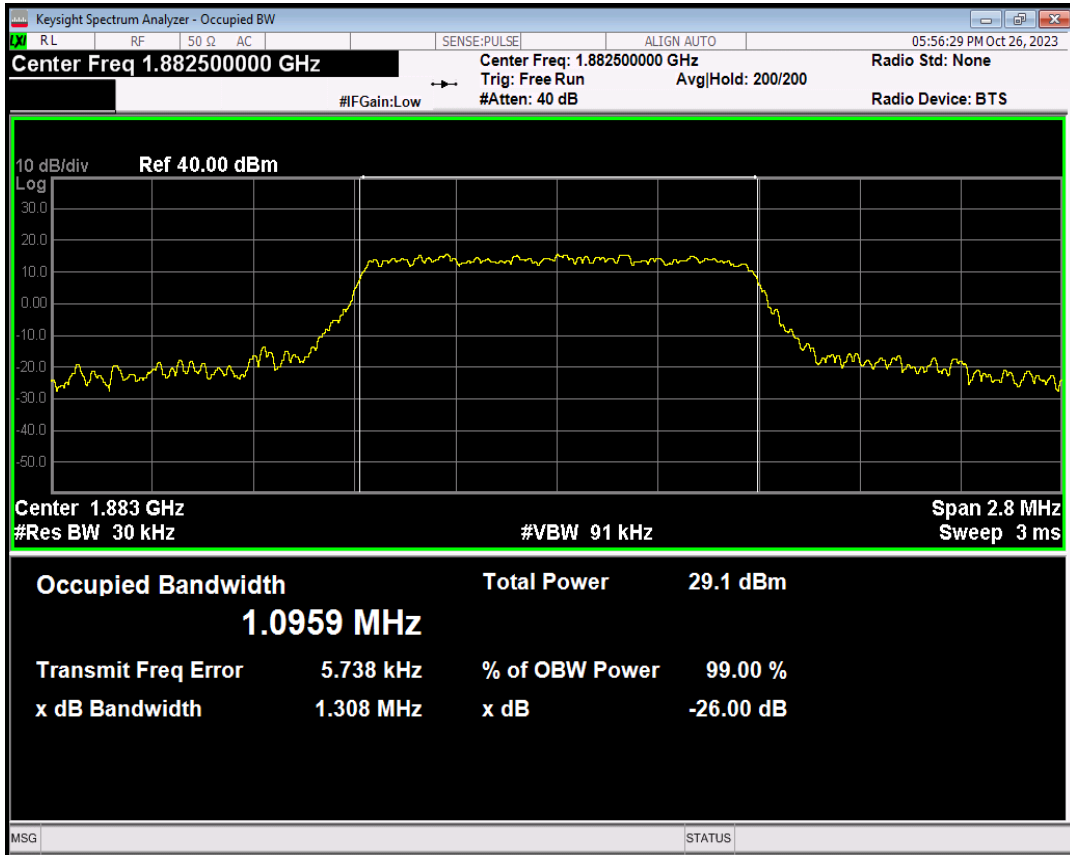 Keysight Spectrum Analyzer - Occupied BW
LXI RL RF 50 Ω AC SENSE:PULSE ALIGN AUTO 05:56:29 PM Oct 26, 2023
Center Freq 1.882500000 GHz
Center Freq: 1.882500000 GHz
Radio Std: None
Trig: Free Run Avg|Hold: 200/200
#IFGain:Low
#Atten: 40 dB
Radio Device: BTS
10 dB/div Ref 40.00 dBm
Log
30.0
20.0
10.0
0.00
-10.0
-20.0
-30.0
-40.0
-50.0
Center 1.883 GHz Span 2.8 MHz
#Res BW 30 kHz #VBW 91 kHz Sweep 3 ms
Occupied Bandwidth Total Power 29.1 dBm
1.0959 MHz
Transmit Freq Error 5.738 kHz % of OBW Power 99.00 %
x dB Bandwidth 1.308 MHz x dB -26.00 dB
MSG STATUS